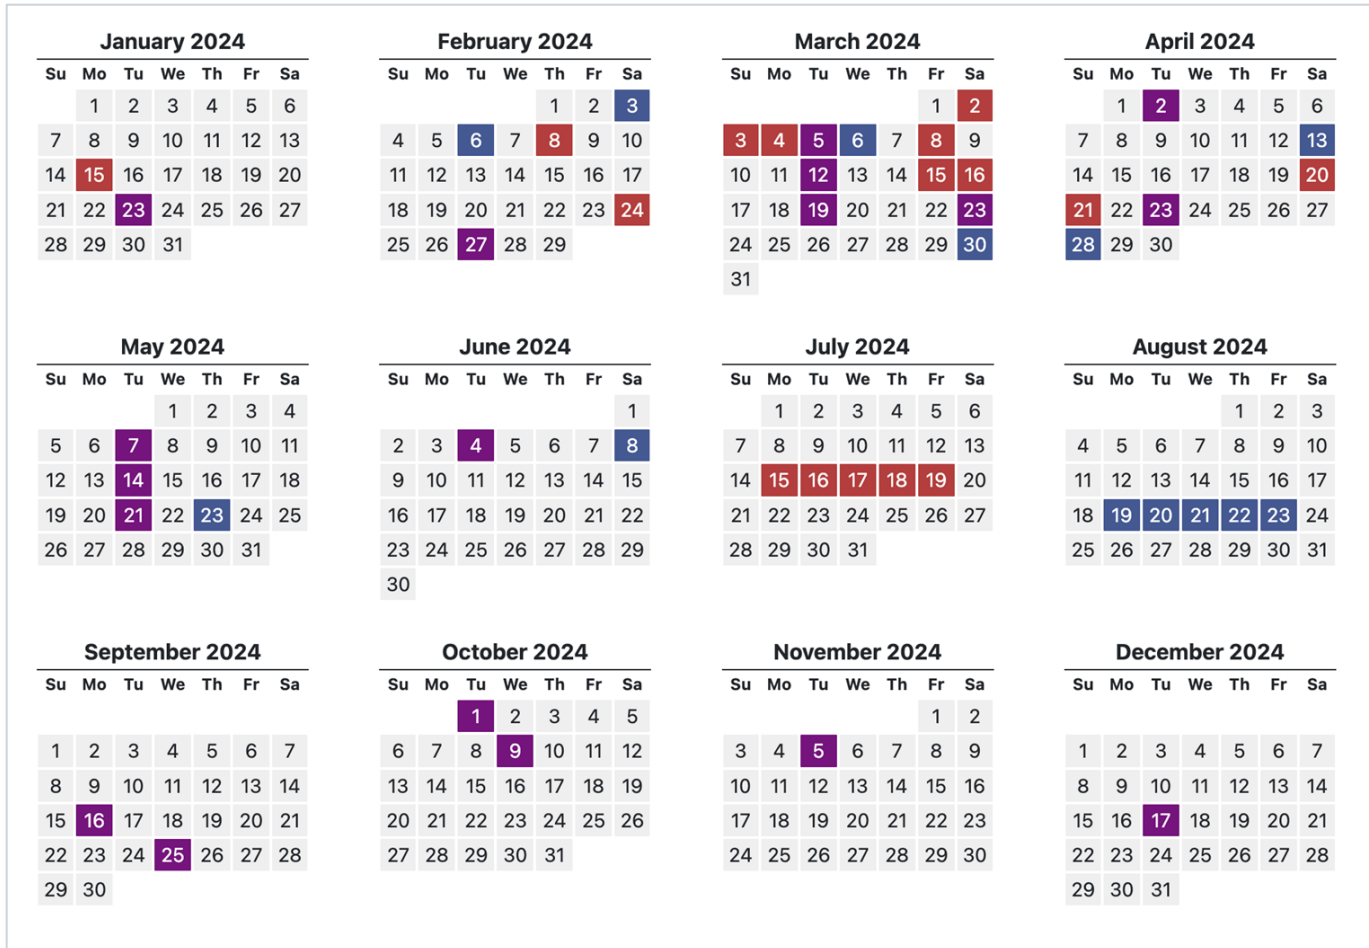 January 2024 February 2024 March 2024 April 2024
Su Mo Tu We Th Fr Sa Su Mo Tu We Th Fr Sa Su Mo Tu We Th Fr Sa Su Mo Tu We Th Fr Sa
1 2 3 4 5 6 1 2 3 1 2 1 2 3 4 5 6
7 8 9 10 11 12 13 4 5 6 7 8 9 10 3 4 5 6 7 8 9 7 8 9 10 11 12 13
14 15 16 17 18 19 20 11 12 13 14 15 16 17 10 11 12 13 14 15 16 14 15 16 17 18 19 20
21 22 23 24 25 26 27 18 19 20 21 22 23 24 17 18 19 20 21 22 23 21 22 23 24 25 26 27
28 29 30 31 25 26 27 28 29 24 25 26 27 28 29 30 28 29 30
31
May 2024 June 2024 July 2024 August 2024
Su Mo Tu We Th Fr Sa Su Mo Tu We Th Fr Sa Su Mo Tu We Th Fr Sa Su Mo Tu We Th Fr Sa
1 2 3 4 1 1 2 3 4 5 6 1 2 3
5 6 7 8 9 10 11 2 3 4 5 6 7 8 7 8 9 10 11 12 13 4 5 6 7 8 9 10
12 13 14 15 16 17 18 9 10 11 12 13 14 15 14 15 16 17 18 19 20 11 12 13 14 15 16 17
19 20 21 22 23 24 25 16 17 18 19 20 21 22 21 22 23 24 25 26 27 18 19 20 21 22 23 24
26 27 28 29 30 31 23 24 25 26 27 28 29 28 29 30 31 25 26 27 28 29 30 31
30
September 2024 October 2024 November 2024 December 2024
Su Mo Tu We Th Fr Sa Su Mo Tu We Th Fr Sa Su Mo Tu We Th Fr Sa Su Mo Tu We Th Fr Sa
1 2 3 4 5 1 2
1 2 3 4 5 6 7 6 7 8 9 10 11 12 3 4 5 6 7 8 9 1 2 3 4 5 6 7
8 9 10 11 12 13 14 13 14 15 16 17 18 19 10 11 12 13 14 15 16 8 9 10 11 12 13 14
15 16 17 18 19 20 21 20 21 22 23 24 25 26 17 18 19 20 21 22 23 15 16 17 18 19 20 21
22 23 24 25 26 27 28 27 28 29 30 31 24 25 26 27 28 29 30 22 23 24 25 26 27 28
29 30 29 30 31